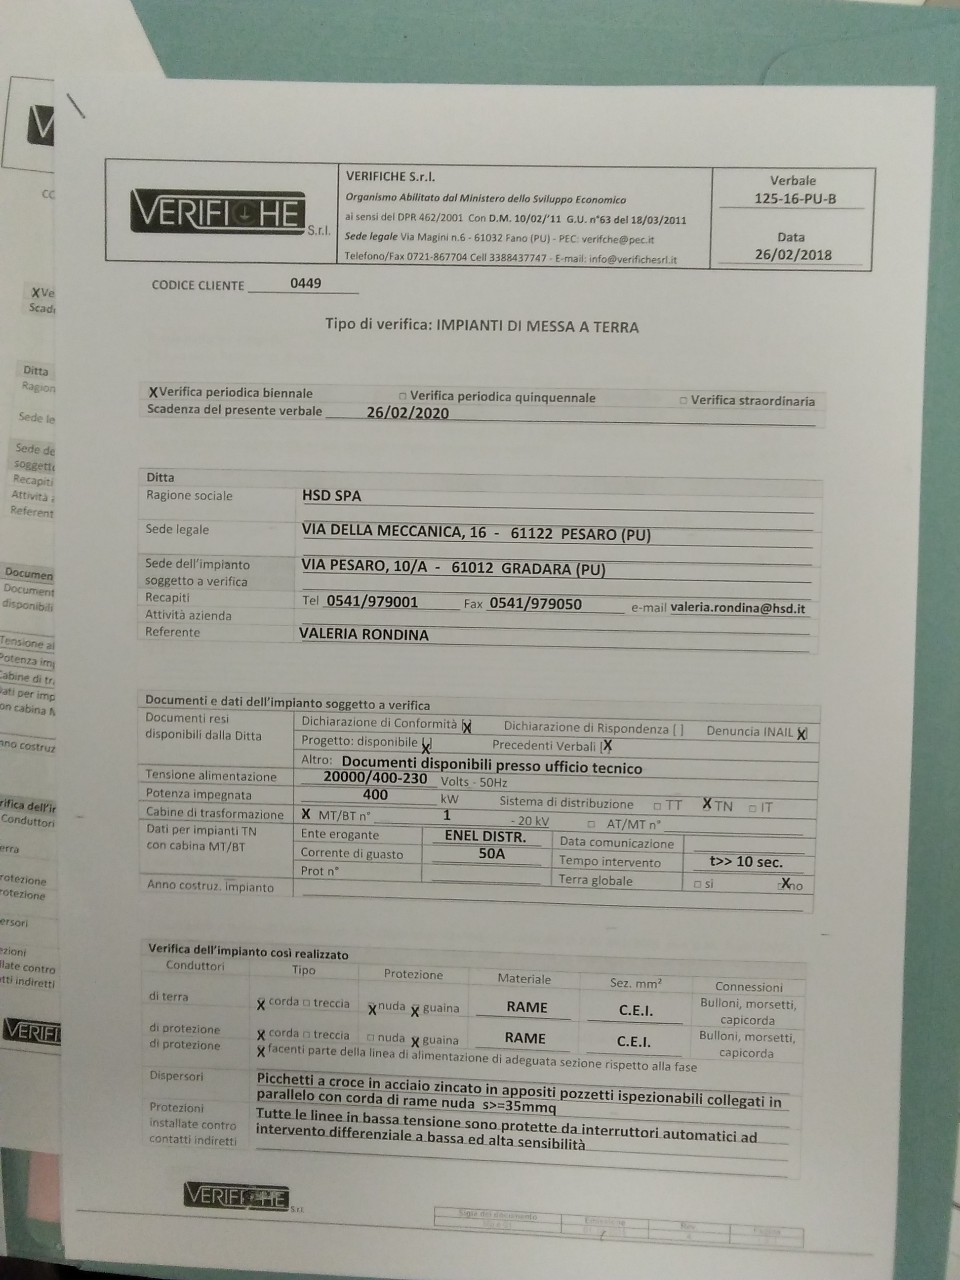 VERIFICHE S.r.l.
VERIFICHE S.r.l.
Organismo Abilitato dal Ministero dello Sviluppo Economico
ai sensi del DPR 462/2001 Con D.M. 10/02/'11 G.U. n°63 del 18/03/2011
Sede legale Via Magini n.6 - 61032 Fano (PU) - PEC: verifche@pec.it
Telefono/Fax 0721-867704 Cell 3388437747 - E-mail: info@verifichesrl.it
Verbale
125-16-PU-B
Data
26/02/2018
CODICE CLIENTE 0449
Tipo di verifica: IMPIANTI DI MESSA A TERRA
X Verifica periodica biennale □ Verifica periodica quinquennale □ Verifica straordinaria
Scadenza del presente verbale 26/02/2020
Ditta
Ragione sociale HSD SPA
Sede legale VIA DELLA MECCANICA, 16 - 61122 PESARO (PU)
Sede dell'impianto VIA PESARO, 10/A - 61012 GRADARA (PU)
soggetto a verifica
Recapiti Tel 0541/979001 Fax 0541/979050 e-mail valeria.rondina@hsd.it
Attività azienda
Referente VALERIA RONDINA
Documenti e dati dell'impianto soggetto a verifica
Documenti resi Dichiarazione di Conformità [X] Dichiarazione di Rispondenza [ ] Denuncia INAIL [X]
disponibili dalla Ditta Progetto: disponibile [X] Precedenti Verbali [X]
Altro: Documenti disponibili presso ufficio tecnico
Tensione alimentazione 20000/400-230 Volts - 50Hz
Potenza impegnata 400 kW Sistema di distribuzione □ TT X TN □ IT
Cabine di trasformazione X MT/BT n° 1 - 20 kV □ AT/MT n°
Dati per impianti TN Ente erogante ENEL DISTR. Data comunicazione
con cabina MT/BT Corrente di guasto 50A Tempo intervento t>> 10 sec.
Prot n° Terra globale □ si X no
Anno costruz. impianto
Verifica dell'impianto così realizzato
Conduttori Tipo Protezione Materiale Sez. mm² Connessioni
di terra X corda □ treccia X nuda X guaina RAME C.E.I. Bulloni, morsetti,
capicorda
di protezione X corda □ treccia □ nuda X guaina RAME C.E.I. Bulloni, morsetti,
capicorda
di protezione X facenti parte della linea di alimentazione di adeguata sezione rispetto alla fase
Dispersori Picchetti a croce in acciaio zincato in appositi pozzetti ispezionabili collegati in
parallelo con corda di rame nuda s>=35mmq
Protezioni Tutte le linee in bassa tensione sono protette da interruttori automatici ad
installate contro intervento differenziale a bassa ed alta sensibilità
contatti indiretti
VERIFICHE S.r.l.
Sigla del documento
Rev.
Pagina